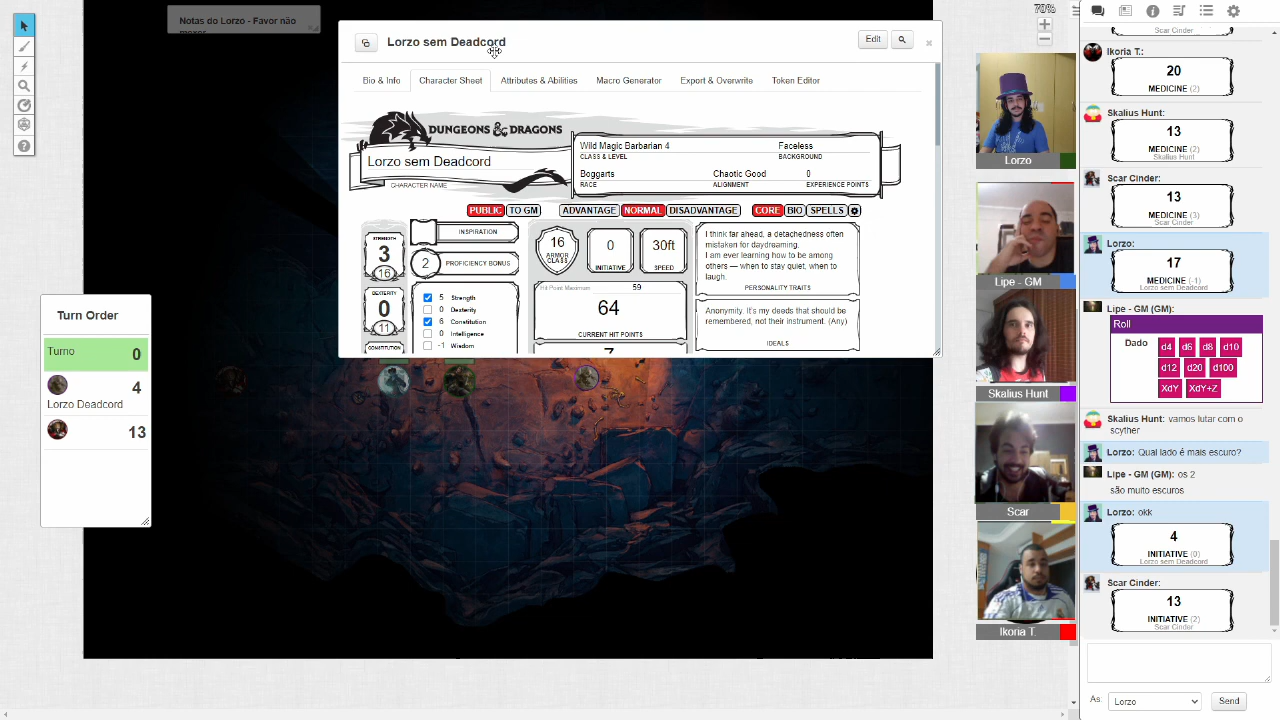 Notas do Lorzo - Favor não
mover
Lorzo sem Deadcord
Edit
Bio & Info
Character Sheet
Attributes & Abilities
Macro Generator
Export & Overwrite
Token Editor
DUNGEONS & DRAGONS
Lorzo sem Deadcord
CHARACTER NAME
Wild Magic Barbarian 4
Faceless
CLASS & LEVEL
BACKGROUND
Boggarts
Chaotic Good
0
RACE
ALIGNMENT
EXPERIENCE POINTS
PUBLIC TO GM
ADVANTAGE NORMAL DISADVANTAGE
CORE BIO SPELLS
STRENGTH
3
16
DEXTERITY
0
11
CONSTITUTION
INSPIRATION
2
PROFICIENCY BONUS
5 Strength
0 Dexterity
6 Constitution
0 Intelligence
-1 Wisdom
16
ARMOR
CLASS
0
INITIATIVE
30ft
SPEED
Hit Point Maximum 59
64
CURRENT HIT POINTS
7
I think far ahead, a detachedness often
mistaken for daydreaming.
I am ever learning how to be among
others — when to stay quiet, when to
laugh.
PERSONALITY TRAITS
Anonymity. It's my deeds that should be
remembered, not their instrument. (Any)
IDEALS
Turn Order
Turno 0
4
Lorzo Deadcord
13
78%
Lorzo
Lipe - GM
Skalius Hunt
Scar
Ikoria T.
Scar Cinder
Ikoria T.:
20
MEDICINE (2)
Skalius Hunt:
13
MEDICINE (2)
Skalius Hunt
Scar Cinder:
13
MEDICINE (3)
Scar Cinder
Lorzo:
17
MEDICINE (-1)
Lorzo sem Deadcord
Lipe - GM (GM):
Roll
Dado d4 d6 d8 d10
d12 d20 d100
XdY XdY+Z
Skalius Hunt: vamos lutar com o
scyther
Lorzo: Qual lado é mais escuro?
Lipe - GM (GM): os 2
são muito escuros
Lorzo: okk
4
INITIATIVE (0)
Lorzo sem Deadcord
Scar Cinder:
13
INITIATIVE (2)
Scar Cinder
As: Lorzo Send